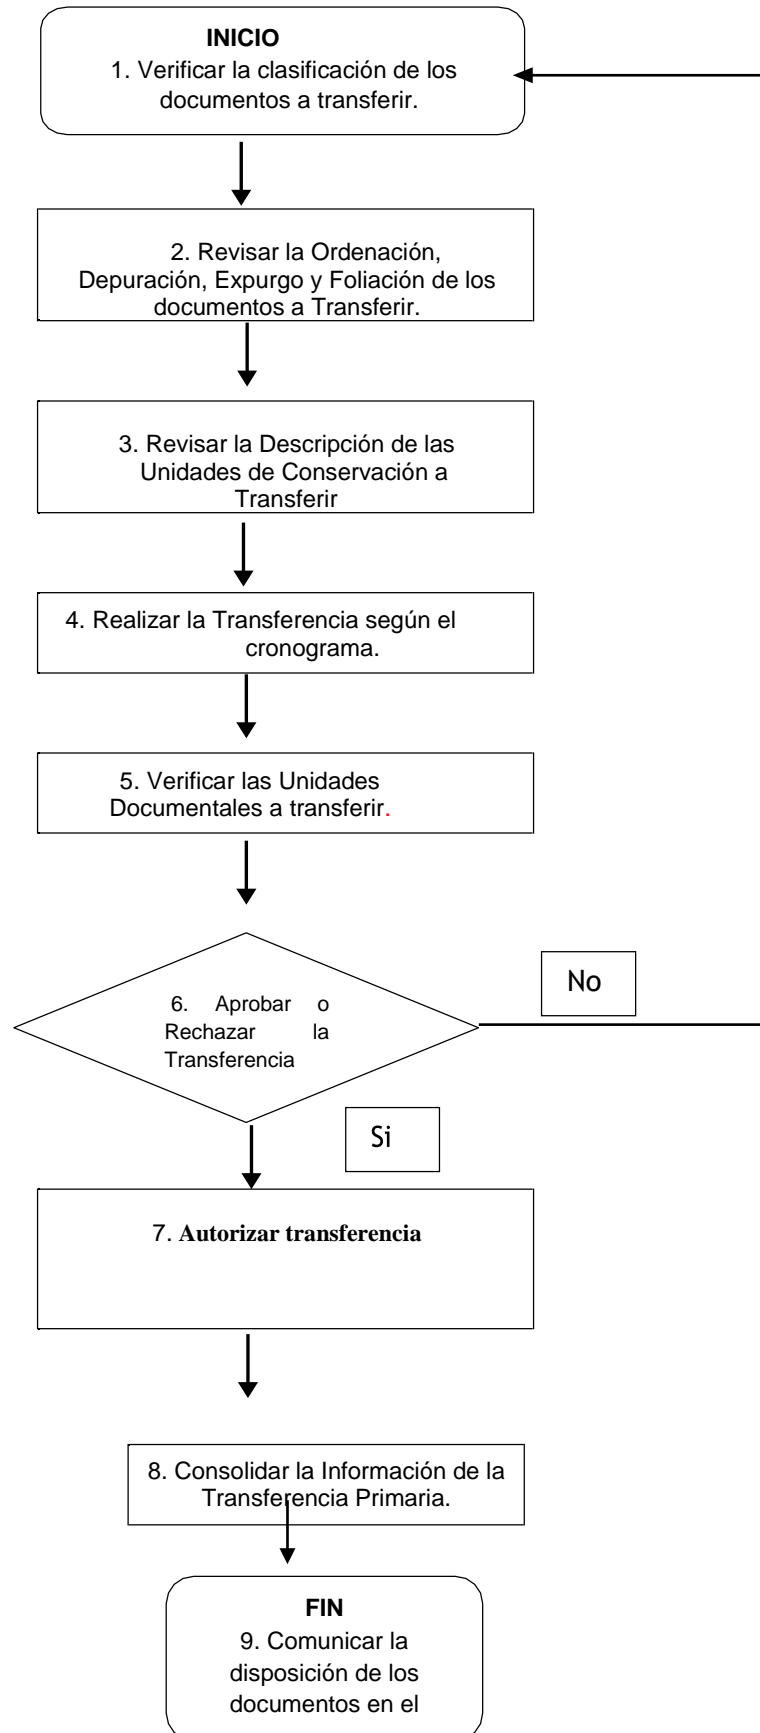 INICIO
1. Verificar la clasificación de los
documentos a transferir.
2. Revisar la Ordenación,
Depuración, Expurgo y Foliación de los
documentos a Transferir.
3. Revisar la Descripción de las
Unidades de Conservación a
Transferir
4. Realizar la Transferencia según el
cronograma.
5. Verificar las Unidades
Documentales a transferir.
6. Aprobar o
Rechazar la
Transferencia
No
Si
7. Autorizar transferencia
8. Consolidar la Información de la
Transferencia Primaria.
FIN
9. Comunicar la
disposición de los
documentos en el